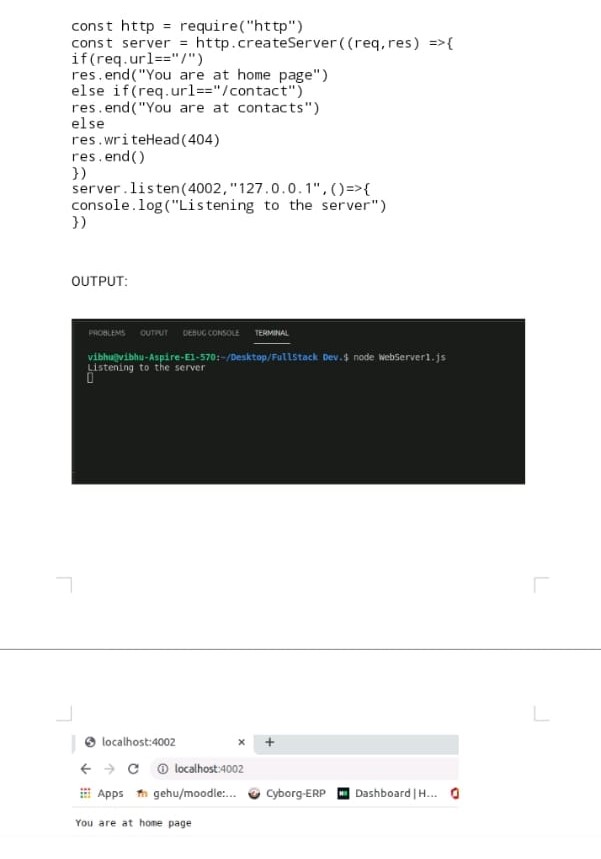 const http = require("http")
const server = http.createServer((req,res) =>{
if(req.url=="/")
res.end("You are at home page")
else if(req.url=="/contact")
res.end("You are at contacts")
else
res.writeHead(404)
res.end()
})
server.listen(4002,"127.0.0.1",()=>{
console.log("Listening to the server")
})
OUTPUT:
PROBLEMS OUTPUT DEBUG CONSOLE TERMINAL
vibhu@vibhu-Aspire-E1-570:~/Desktop/FullStack Dev.$ node WebServer1.js
Listening to the server
localhost:4002 × +
localhost:4002
Apps gehu/moodle:... Cyborg-ERP Dashboard | H...
You are at home page